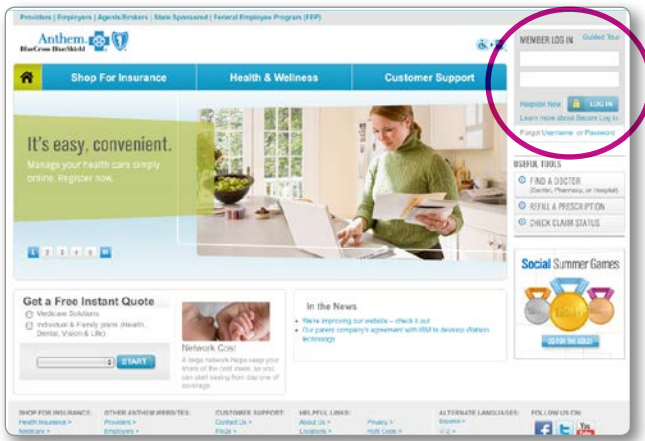 Providers | Employers | Agents/Brokers | State Sponsored | Federal Employee Program (FEP)
Anthem.
BlueCross BlueShield
MEMBER LOG IN
Guided Tour
Register Now
LOG IN
Learn more about Secure Log In
Forgot Username or Password
Shop For Insurance
Health & Wellness
Customer Support
It's easy, convenient.
Manage your health care simply
online. Register now.
1 2 3 4 5
USEFUL TOOLS
FIND A DOCTOR
(Dentist, Pharmacy, or Hospital)
REFILL A PRESCRIPTION
CHECK CLAIM STATUS
Social Summer Games
GO FOR THE GOLD!
Get a Free Instant Quote
Medicare Solutions
Individual & Family plans (Health,
Dental, Vision & Life)
START
Network
A large network helps keep your
share of the cost lower, so you
can start saving from day one of
coverage.
In the News
We're improving our website – check it out
Our parent company's agreement with IBM to develop Watson
technology
SHOP FOR INSURANCE:
Health Insurance >
Medicare >
OTHER ANTHEM WEBSITES:
Providers >
Employers >
CUSTOMER SUPPORT:
Contact Us >
FAQs >
HELPFUL LINKS:
About Us >
Locations >
Privacy >
ALTERNATE LANGUAGES:
Español >
FOLLOW US ON:
You
Tube